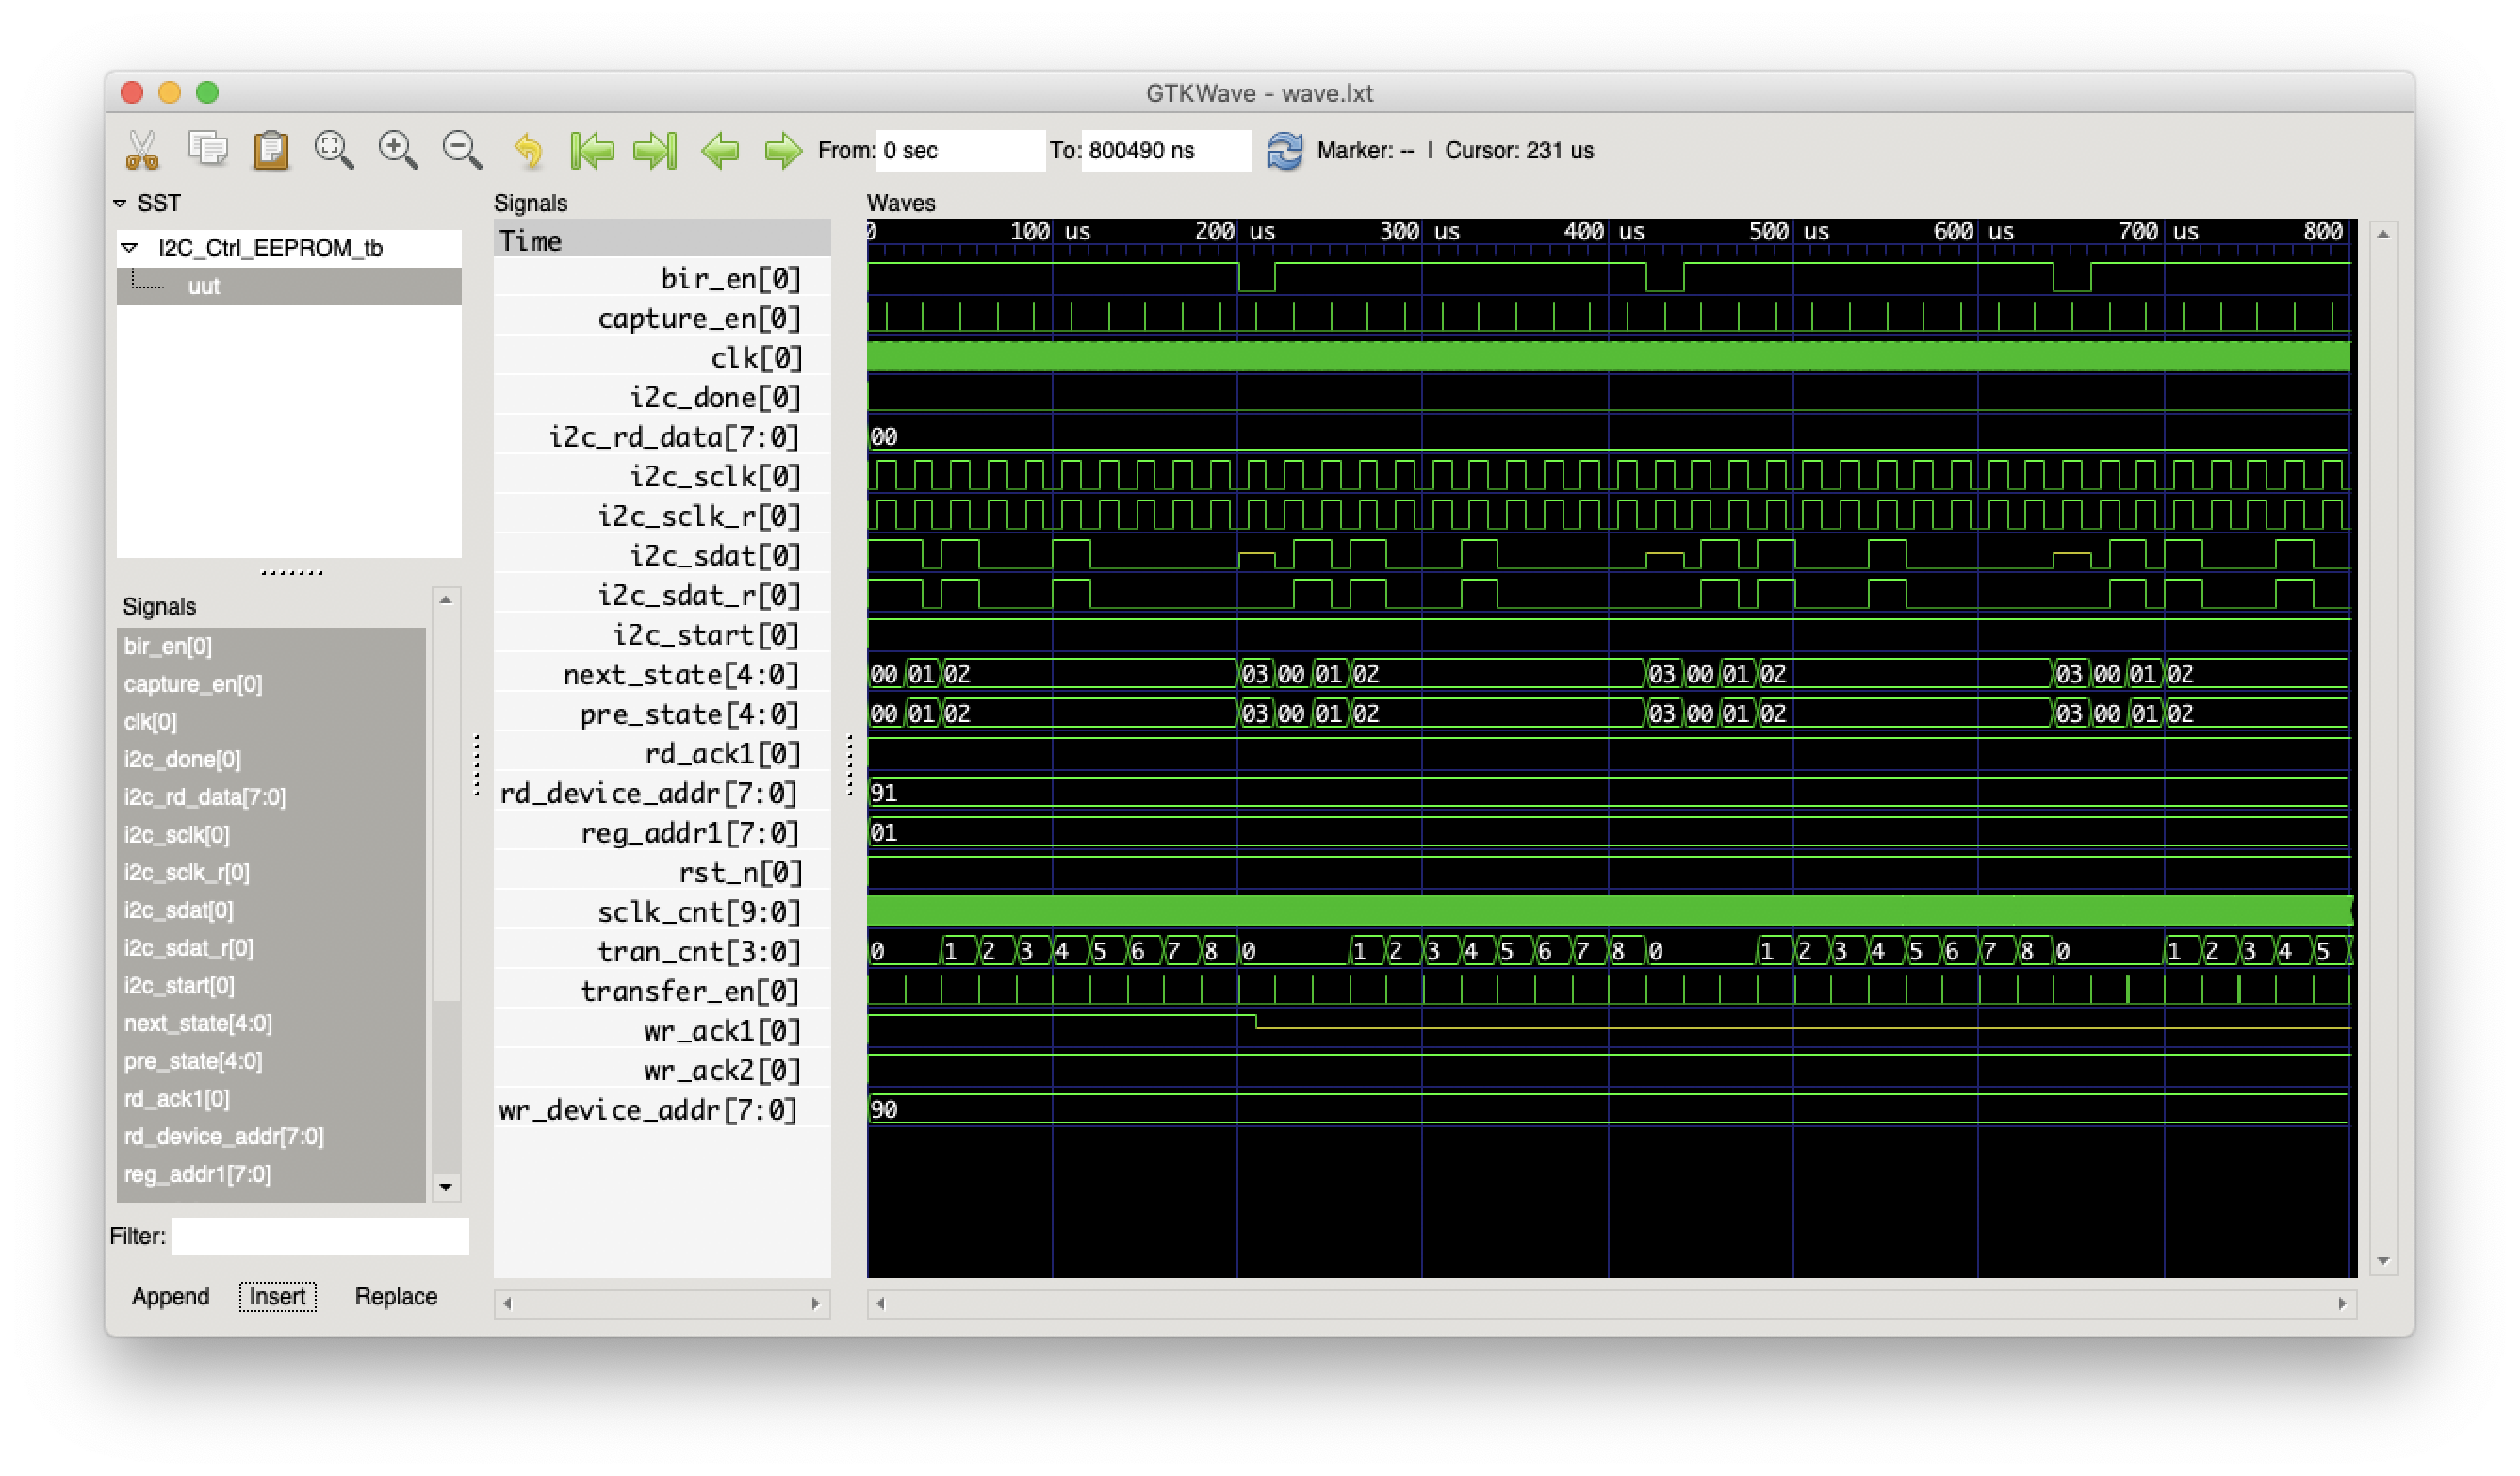 GTKWave - wave.lxt
From: 0 sec To: 800490 ns Marker: -- | Cursor: 231 us
SST
I2C_Ctrl_EEPROM_tb
uut
Signals
bir_en[0]
capture_en[0]
clk[0]
i2c_done[0]
i2c_rd_data[7:0]
i2c_sclk[0]
i2c_sclk_r[0]
i2c_sdat[0]
i2c_sdat_r[0]
i2c_start[0]
next_state[4:0]
pre_state[4:0]
rd_ack1[0]
rd_device_addr[7:0]
reg_addr1[7:0]
Filter:
Append Insert Replace
Signals
Time
bir_en[0]
capture_en[0]
clk[0]
i2c_done[0]
i2c_rd_data[7:0]
i2c_sclk[0]
i2c_sclk_r[0]
i2c_sdat[0]
i2c_sdat_r[0]
i2c_start[0]
next_state[4:0]
pre_state[4:0]
rd_ack1[0]
rd_device_addr[7:0]
reg_addr1[7:0]
rst_n[0]
sclk_cnt[9:0]
tran_cnt[3:0]
transfer_en[0]
wr_ack1[0]
wr_ack2[0]
wr_device_addr[7:0]
Waves
0 100 us 200 us 300 us 400 us 500 us 600 us 700 us 800
00
00 01 02 03 00 01 02 03 00 01 02 03 00 01 02
00 01 02 03 00 01 02 03 00 01 02 03 00 01 02
91
01
0 1 2 3 4 5 6 7 8 0 1 2 3 4 5 6 7 8 0 1 2 3 4 5 6 7 8 0 1 2 3 4 5
90